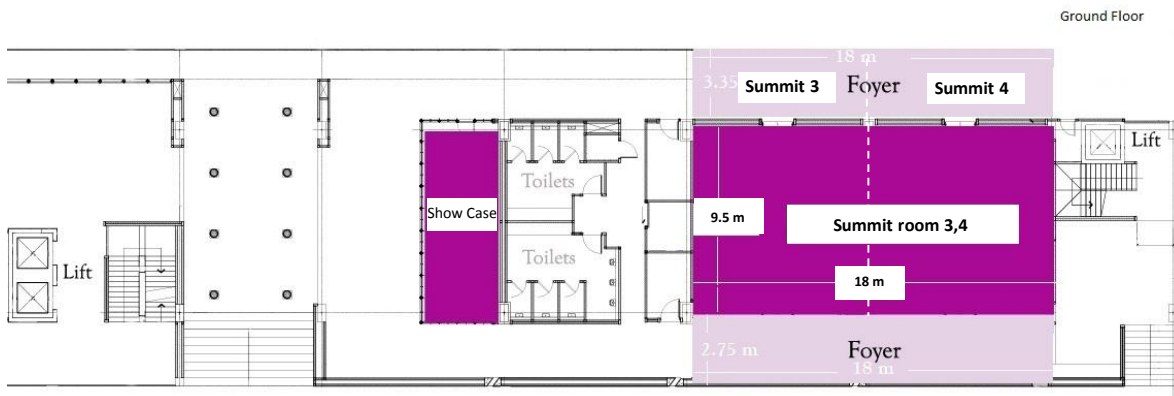 Ground Floor
18 m
3.35
Summit 3
Foyer
Summit 4
Lift
Toilets
Show Case
9.5 m
Summit room 3,4
Toilets
Lift
18 m
2.75 m
Foyer
18 m